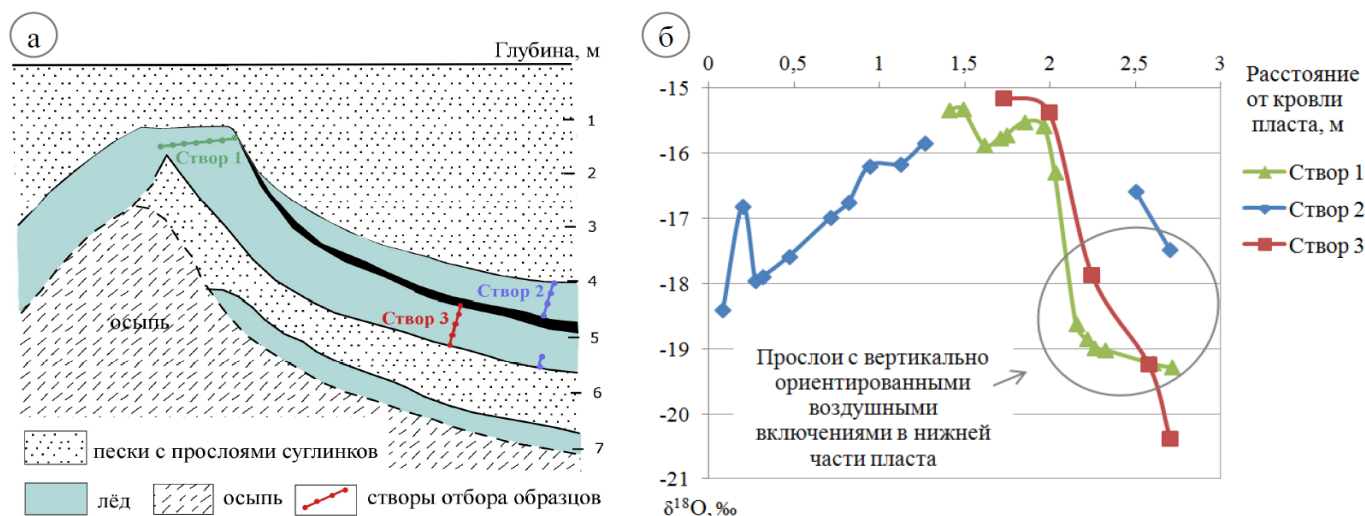 а
Глубина, м
1
2
3
4
5
6
7
Створ 1
Створ 2
Створ 3
осыпь
пески с прослоями суглинков
лёд
осыпь
створы отбора образцов
б
0
0,5
1
1,5
2
2,5
3
Расстояние
от кровли
пласта, м
-15
-16
-17
-18
-19
-20
-21
δ¹⁸O, ‰
Створ 1
Створ 2
Створ 3
Прослои с вертикально
ориентированными
воздушными
включениями в нижней
части пласта